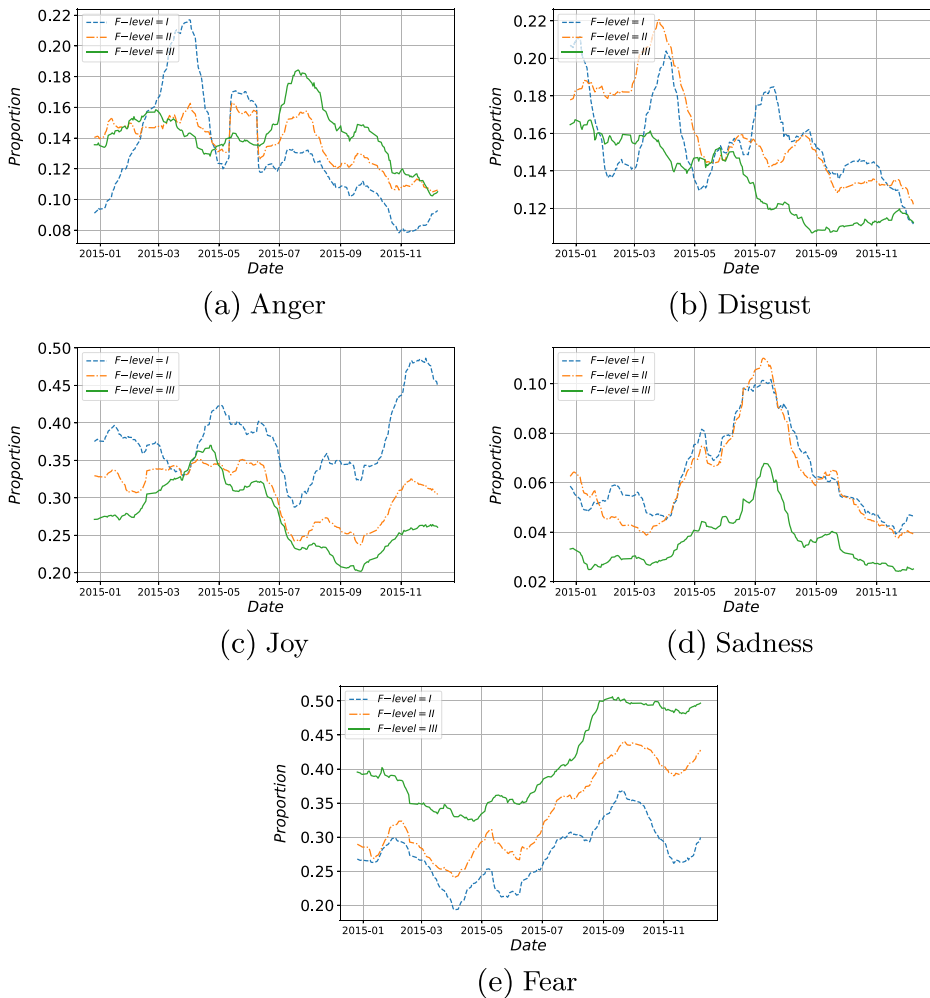 0.22
0.20
0.18
0.16
0.14
0.12
0.10
0.08
Proportion
F−level = I
F−level = II
F−level = III
2015-01 2015-03 2015-05 2015-07 2015-09 2015-11
Date
(a) Anger
0.22
0.20
0.18
0.16
0.14
0.12
Proportion
F−level = I
F−level = II
F−level = III
2015-01 2015-03 2015-05 2015-07 2015-09 2015-11
Date
(b) Disgust
0.50
0.45
0.40
0.35
0.30
0.25
0.20
Proportion
F−level = I
F−level = II
F−level = III
2015-01 2015-03 2015-05 2015-07 2015-09 2015-11
Date
(c) Joy
0.10
0.08
0.06
0.04
0.02
Proportion
F−level = I
F−level = II
F−level = III
2015-01 2015-03 2015-05 2015-07 2015-09 2015-11
Date
(d) Sadness
0.50
0.45
0.40
0.35
0.30
0.25
0.20
Proportion
F−level = I
F−level = II
F−level = III
2015-01 2015-03 2015-05 2015-07 2015-09 2015-11
Date
(e) Fear